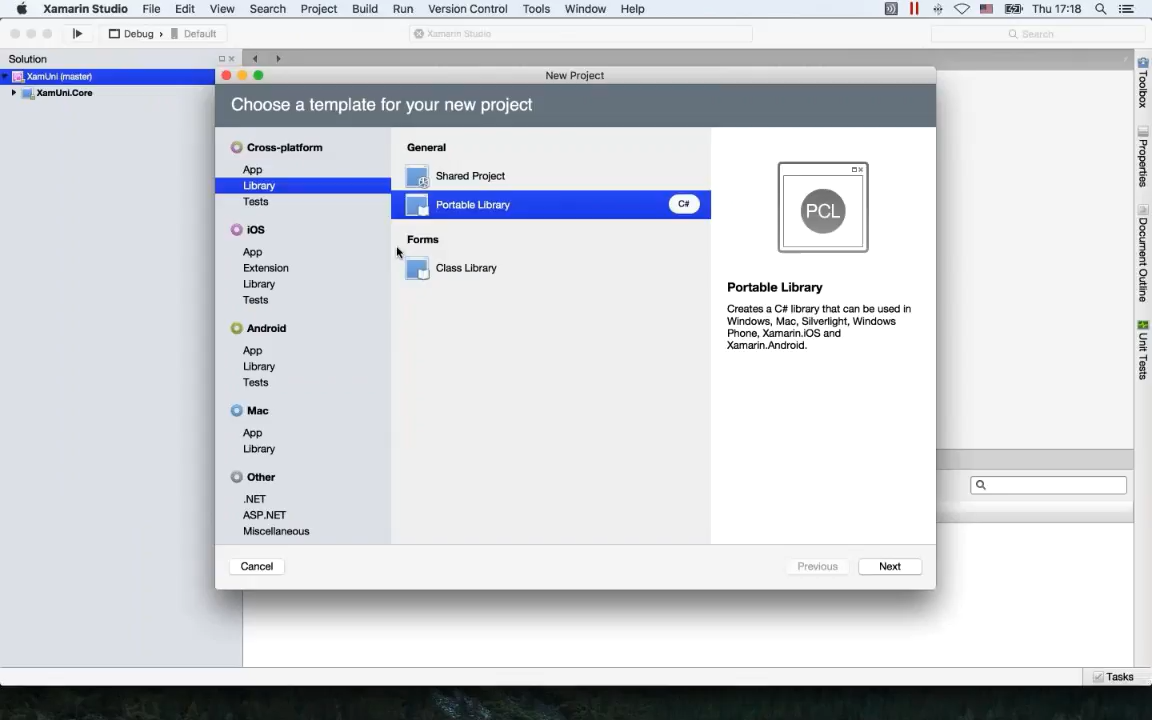 Xamarin Studio File Edit View Search Project Build Run Version Control Tools Window Help Thu 17:18
Debug › Default Xamarin Studio Search
Solution
XamUni (master)
XamUni.Core
New Project
Choose a template for your new project
Cross-platform
App
Library
Tests
iOS
App
Extension
Library
Tests
Android
App
Library
Tests
Mac
App
Library
Other
.NET
ASP.NET
Miscellaneous
General
Shared Project
Portable Library C#
Forms
Class Library
PCL
Portable Library
Creates a C# library that can be used in
Windows, Mac, Silverlight, Windows
Phone, Xamarin.iOS and
Xamarin.Android.
Cancel Previous Next
Toolbox
Properties
Document Outline
Unit Tests
Tasks